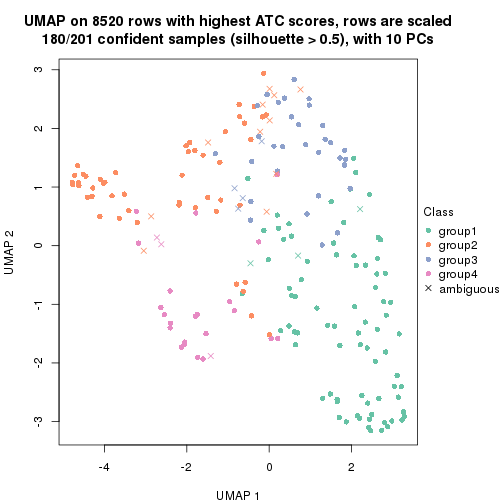 UMAP on 8520 rows with highest ATC scores, rows are scaled
180/201 confident samples (silhouette > 0.5), with 10 PCs
3
2
1
0
-1
-2
-3
UMAP 2
-4
-2
0
2
UMAP 1
Class
group1
group2
group3
group4
ambiguous